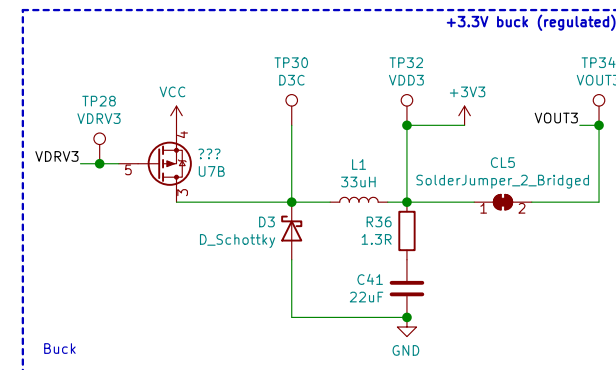 +3.3V buck (regulated)
TP30
D3C
TP32
VDD3
TP34
VOUT3
TP28
VDRV3
VCC
+3V3
VOUT3
4
VDRV3
5
???
U7B
3
L1
33uH
CL5
SolderJumper_2_Bridged
1
2
D3
D_Schottky
R36
1.3R
C41
22uF
GND
Buck